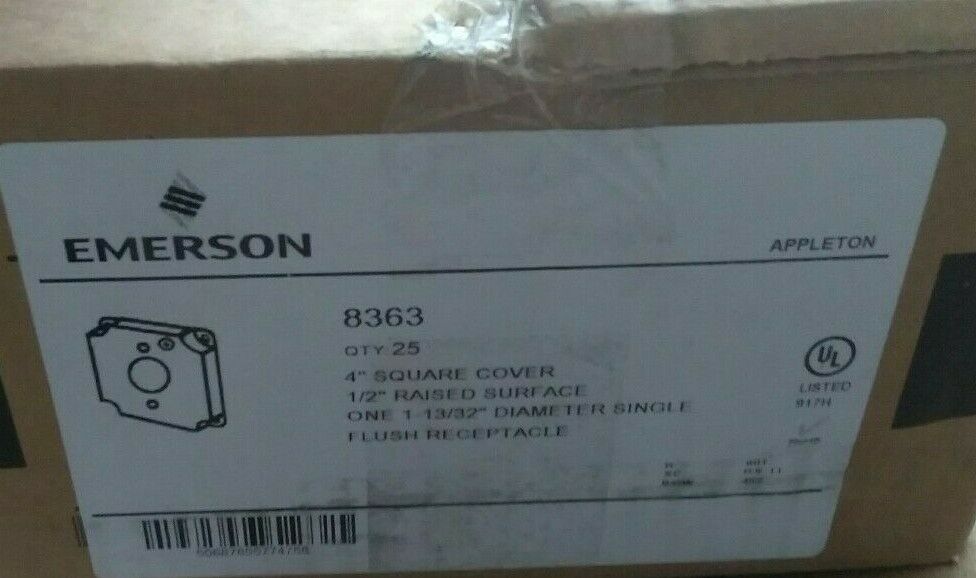 EMERSON
APPLETON
8363
QTY 25
4" SQUARE COVER
1/2" RAISED SURFACE
ONE 1-13/32" DIAMETER SINGLE
FLUSH RECEPTACLE
UL
LISTED
917H